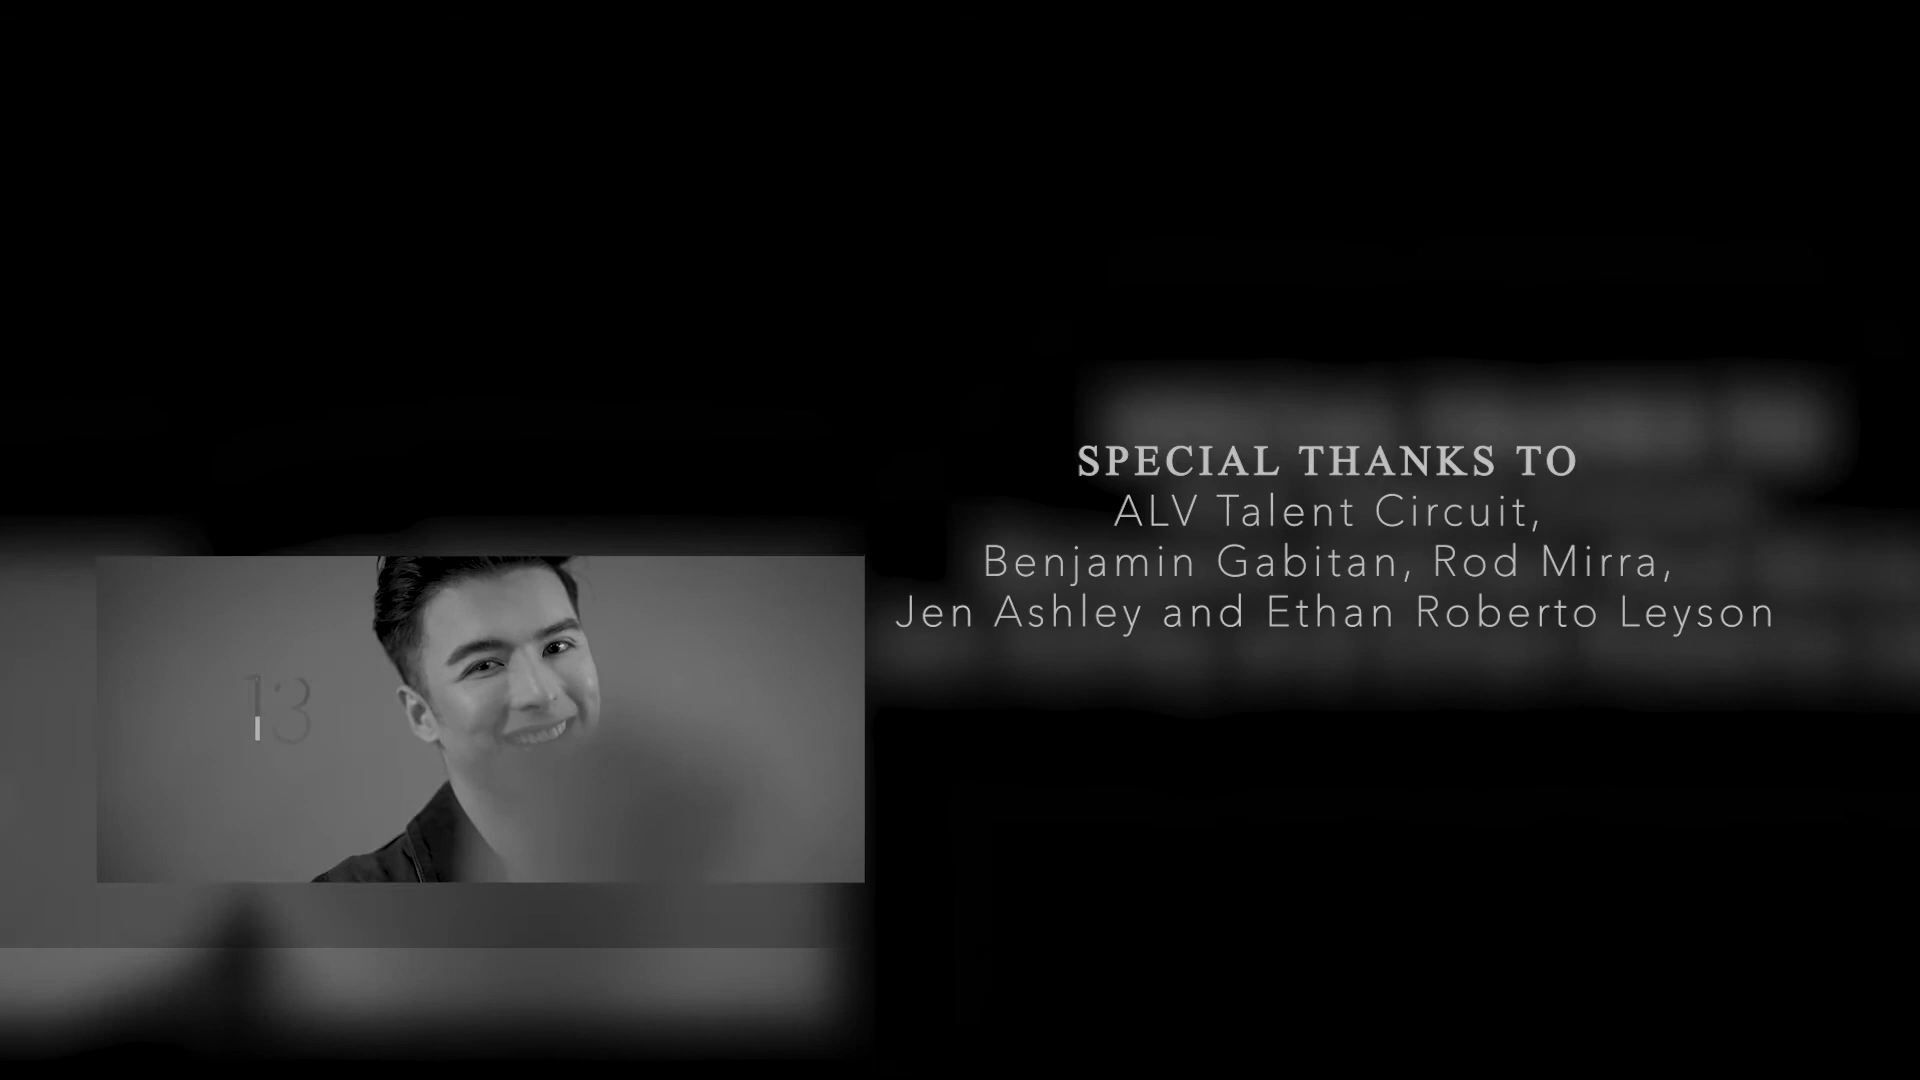 13
SPECIAL THANKS TO
ALV Talent Circuit,
Benjamin Gabitan, Rod Mirra,
Jen Ashley and Ethan Roberto Leyson